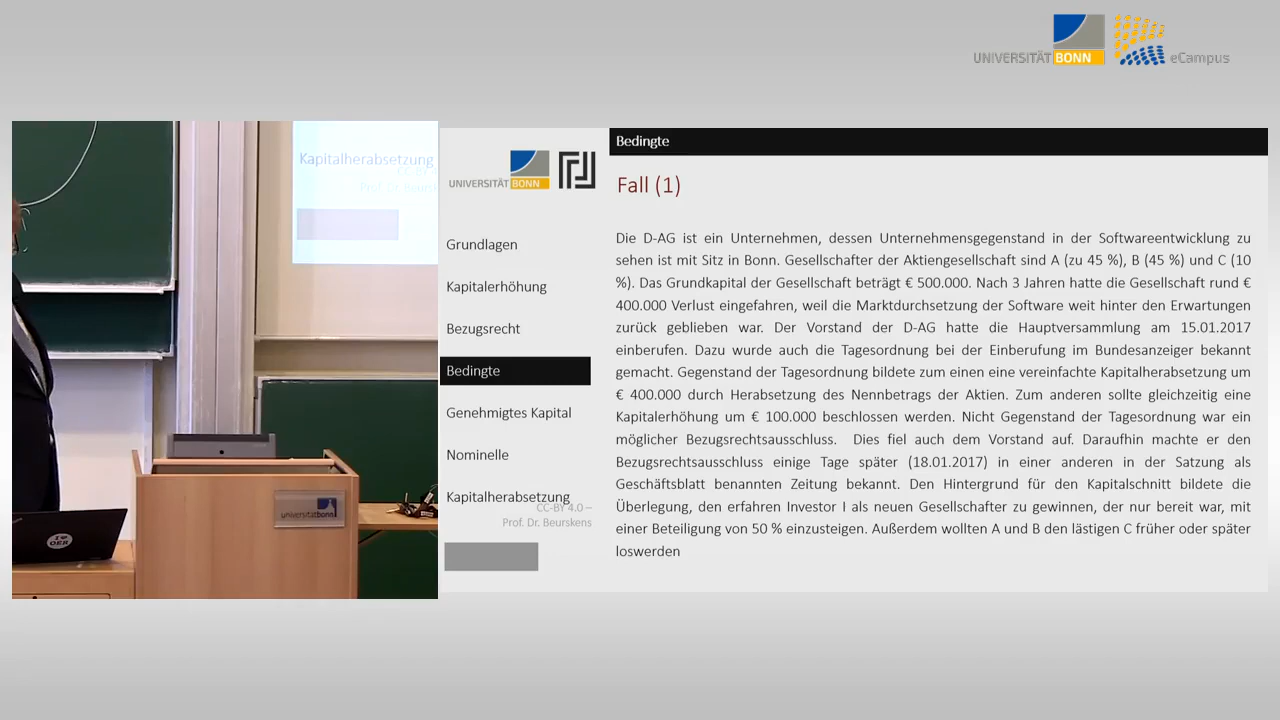 UNIVERSITÄT BONN eCampus
Kapitalherabsetzung
universitätbonn
I ♥ OER
UNIVERSITÄT BONN
Grundlagen
Kapitalerhöhung
Bezugsrecht
Bedingte
Genehmigtes Kapital
Nominelle
Kapitalherabsetzung
CC-BY 4.0 –
Prof. Dr. Beurskens
Bedingte
Fall (1)
Die D-AG ist ein Unternehmen, dessen Unternehmensgegenstand in der Softwareentwicklung zu
sehen ist mit Sitz in Bonn. Gesellschafter der Aktiengesellschaft sind A (zu 45 %), B (45 %) und C (10
%). Das Grundkapital der Gesellschaft beträgt € 500.000. Nach 3 Jahren hatte die Gesellschaft rund €
400.000 Verlust eingefahren, weil die Marktdurchsetzung der Software weit hinter den Erwartungen
zurück geblieben war. Der Vorstand der D-AG hatte die Hauptversammlung am 15.01.2017
einberufen. Dazu wurde auch die Tagesordnung bei der Einberufung im Bundesanzeiger bekannt
gemacht. Gegenstand der Tagesordnung bildete zum einen eine vereinfachte Kapitalherabsetzung um
€ 400.000 durch Herabsetzung des Nennbetrags der Aktien. Zum anderen sollte gleichzeitig eine
Kapitalerhöhung um € 100.000 beschlossen werden. Nicht Gegenstand der Tagesordnung war ein
möglicher Bezugsrechtsausschluss. Dies fiel auch dem Vorstand auf. Daraufhin machte er den
Bezugsrechtsausschluss einige Tage später (18.01.2017) in einer anderen in der Satzung als
Geschäftsblatt benannten Zeitung bekannt. Den Hintergrund für den Kapitalschnitt bildete die
Überlegung, den erfahren Investor I als neuen Gesellschafter zu gewinnen, der nur bereit war, mit
einer Beteiligung von 50 % einzusteigen. Außerdem wollten A und B den lästigen C früher oder später
loswerden